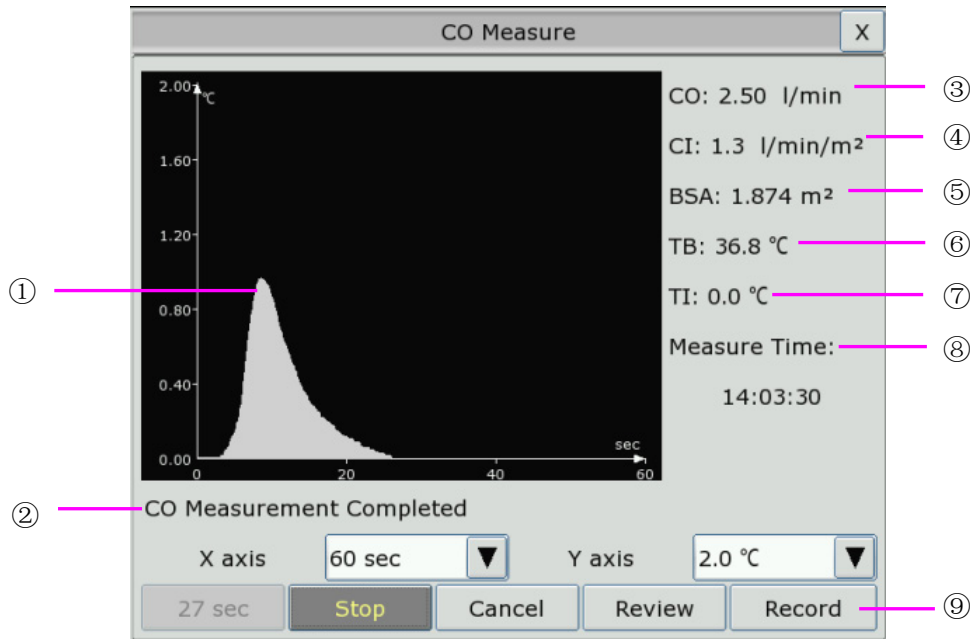 CO Measure X
2.00 ℃
1.60
1.20
0.80
0.40
0.00
0 20 40 60
sec
①
②
CO: 2.50 l/min ③
CI: 1.3 l/min/m² ④
BSA: 1.874 m² ⑤
TB: 36.8 ℃ ⑥
TI: 0.0 ℃ ⑦
Measure Time: ⑧
14:03:30
CO Measurement Completed
X axis 60 sec ▼ Y axis 2.0 ℃ ▼
27 sec Stop Cancel Review Record ⑨